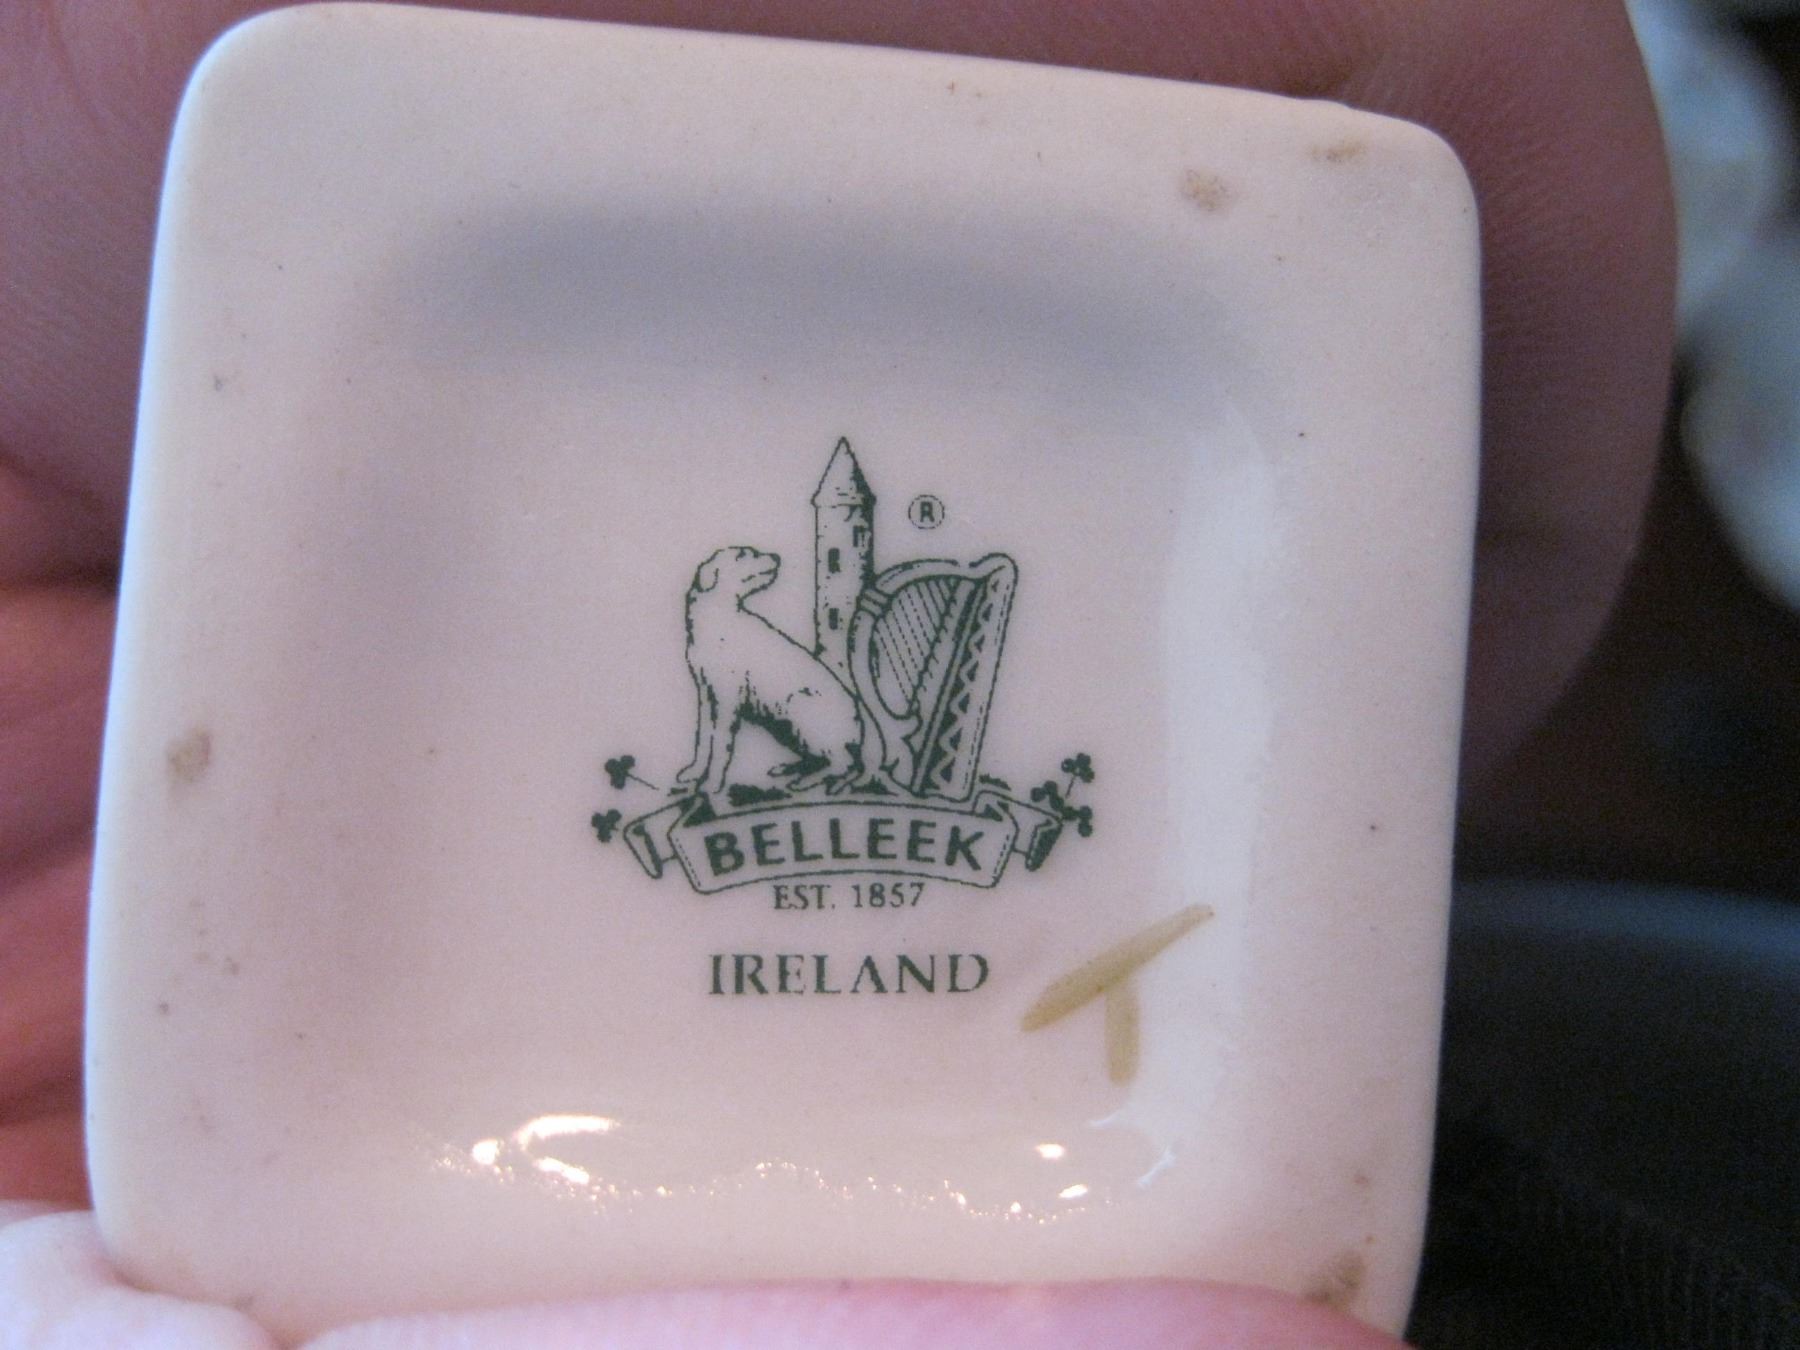 ®
BELLEEK
EST. 1857
IRELAND
T